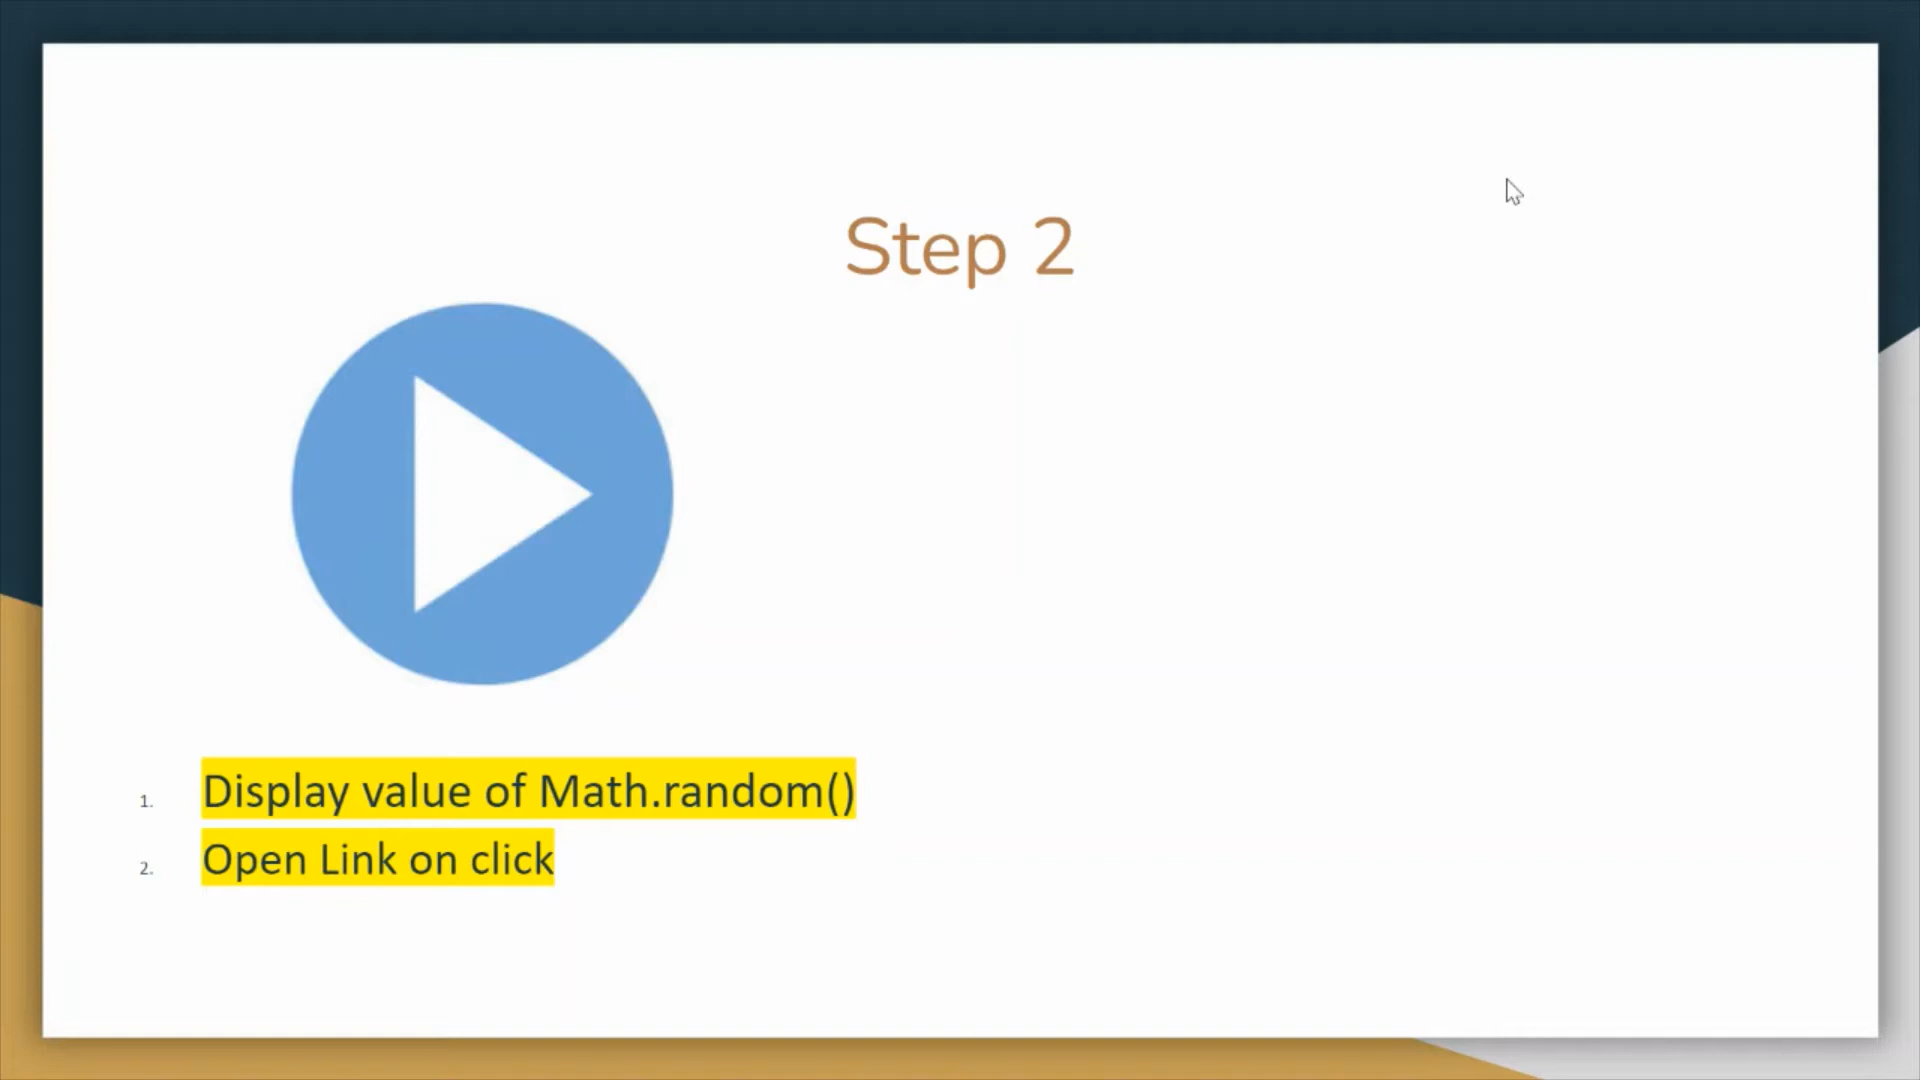 Step 2
1. Display value of Math.random()
2. Open Link on click